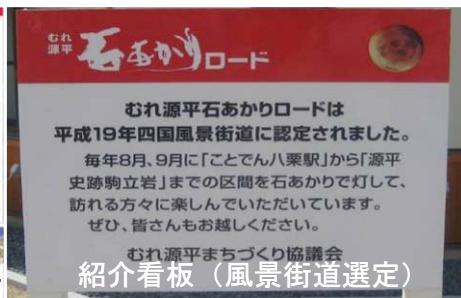 むれ源平 石あかりロード
むれ源平石あかりロードは
平成19年四国風景街道に認定されました。
毎年8月、9月に「ことでん八栗駅」から「源平
史跡駒立岩」までの区間を石あかりで灯して、
訪れる方々に楽しんでいただいています。
ぜひ、皆さんもお越しください。
むれ源平まちづくり協議会
紹介看板（風景街道選定）